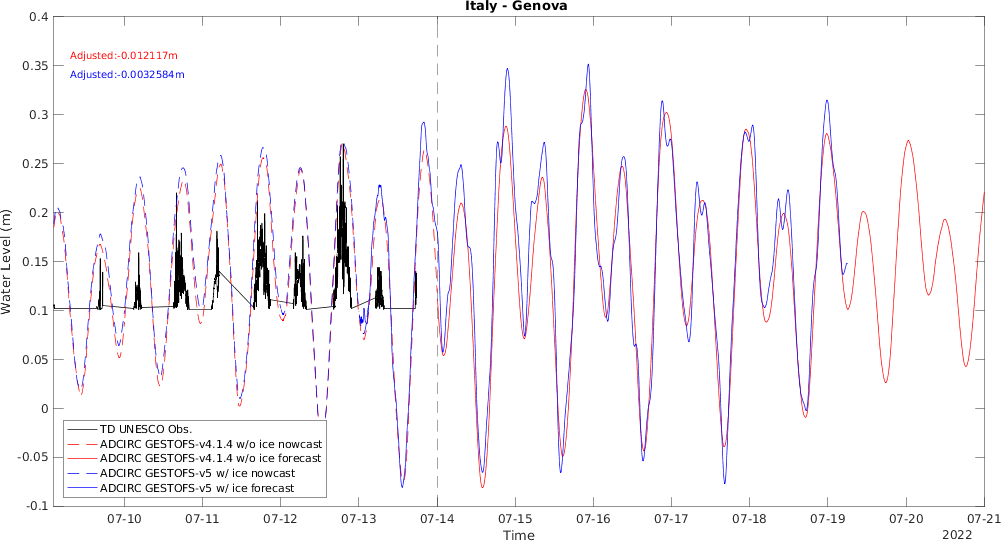 Italy - Genova
Adjusted:-0.012117m
Adjusted:-0.0032584m
Water Level (m)
0.4
0.35
0.3
0.25
0.2
0.15
0.1
0.05
0
-0.05
-0.1
TD UNESCO Obs.
ADCIRC GESTOFS-v4.1.4 w/o ice nowcast
ADCIRC GESTOFS-v4.1.4 w/o ice forecast
ADCIRC GESTOFS-v5 w/ ice nowcast
ADCIRC GESTOFS-v5 w/ ice forecast
07-10 07-11 07-12 07-13 07-14 07-15 07-16 07-17 07-18 07-19 07-20 07-21
Time
2022